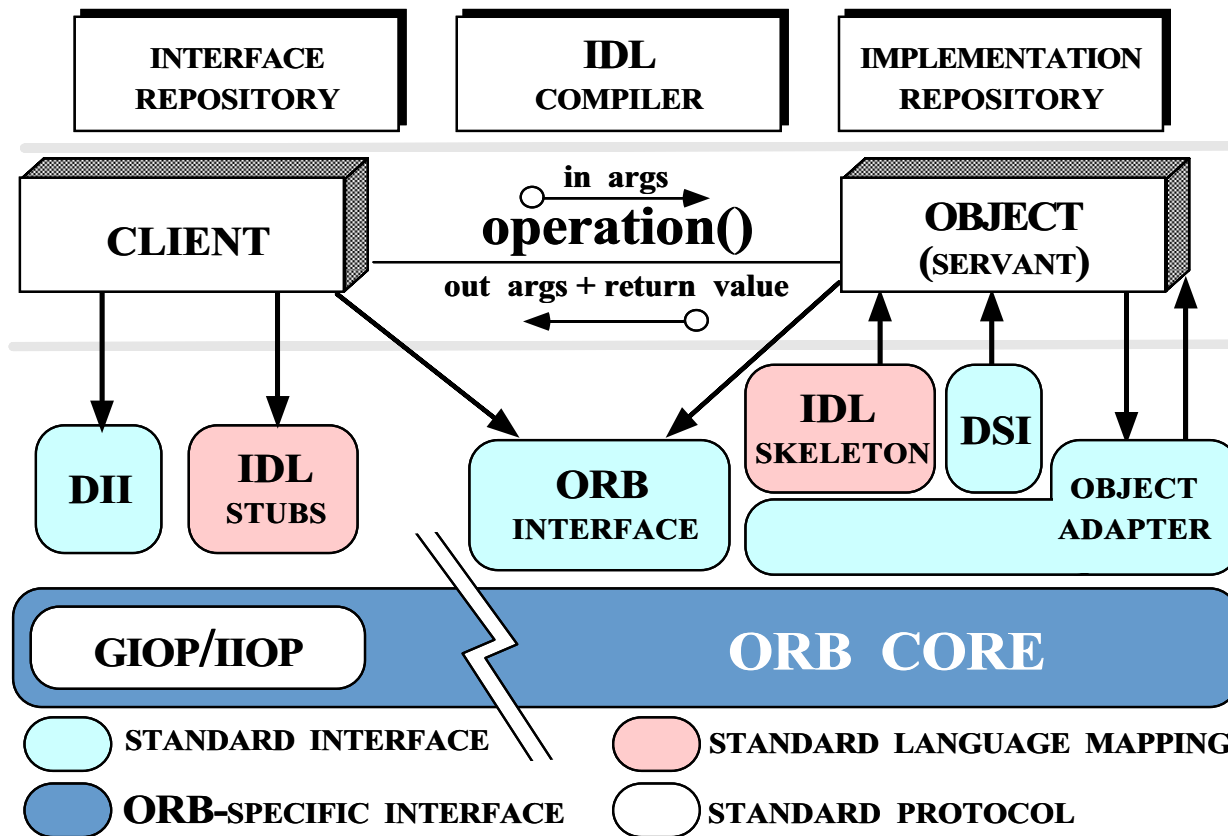 INTERFACE
REPOSITORY
IDL
COMPILER
IMPLEMENTATION
REPOSITORY
CLIENT
in args
operation()
out args + return value
OBJECT
(SERVANT)
DII
IDL
STUBS
ORB
INTERFACE
IDL
SKELETON
DSI
OBJECT
ADAPTER
GIOP/IIOP
ORB CORE
STANDARD INTERFACE
STANDARD LANGUAGE MAPPING
ORB-SPECIFIC INTERFACE
STANDARD PROTOCOL